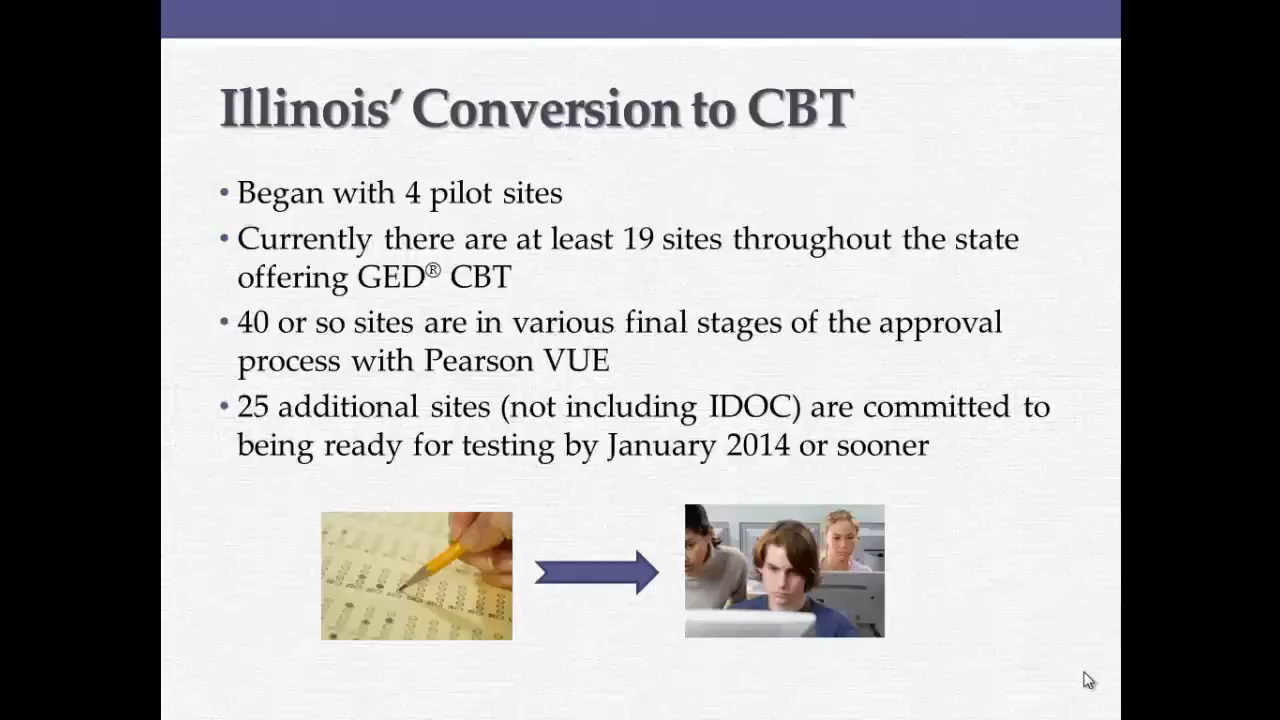 Illinois’ Conversion to CBT
• Began with 4 pilot sites
• Currently there are at least 19 sites throughout the state
offering GED® CBT
• 40 or so sites are in various final stages of the approval
process with Pearson VUE
• 25 additional sites (not including IDOC) are committed to
being ready for testing by January 2014 or sooner